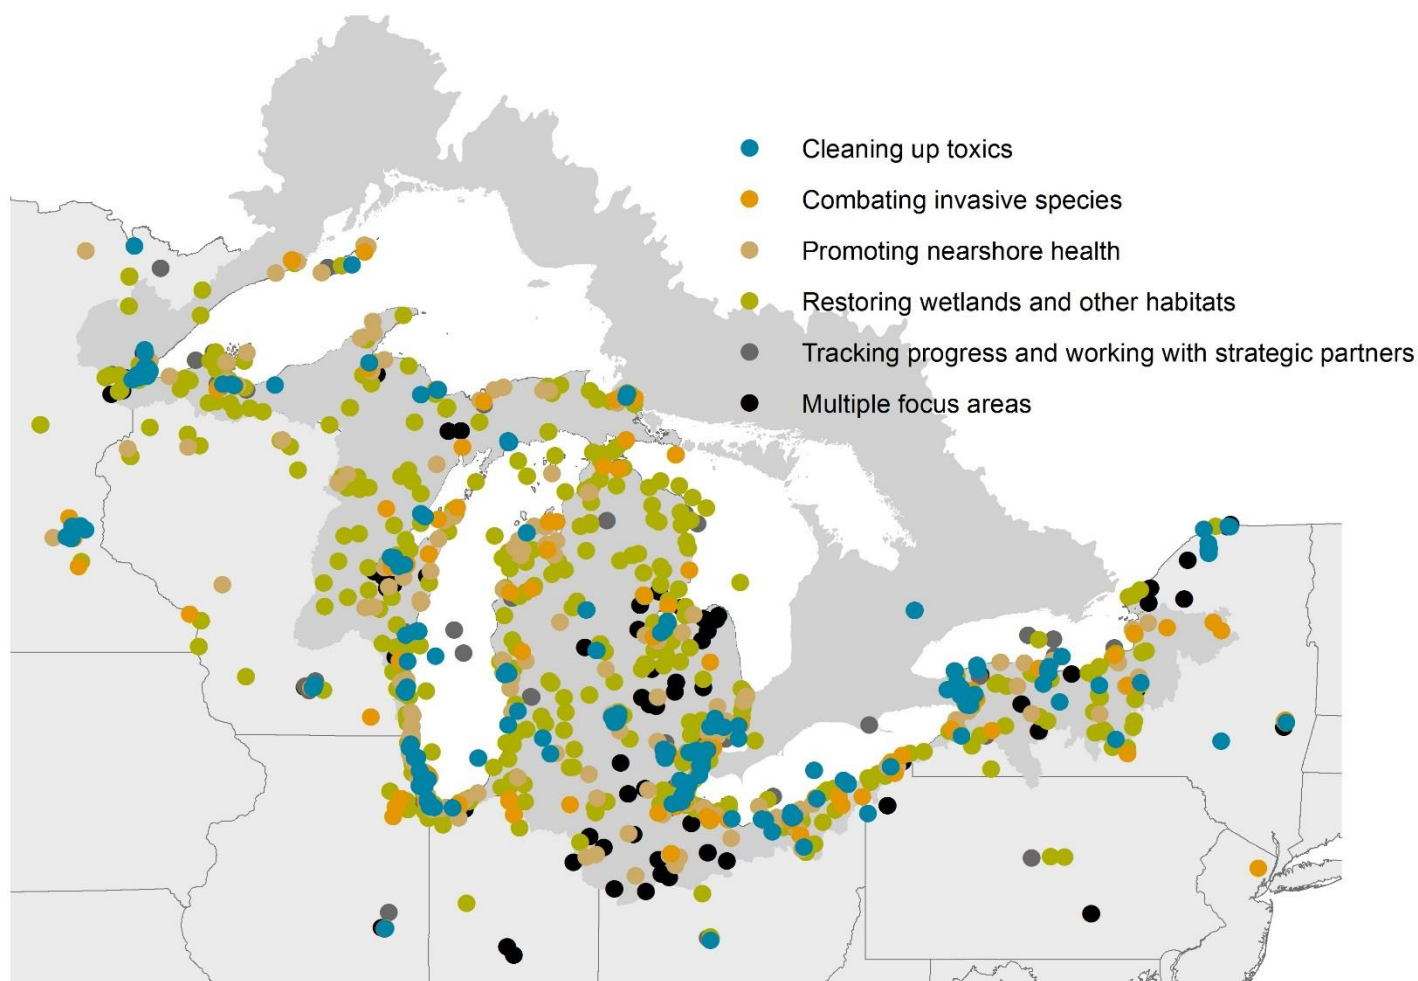 Cleaning up toxics
Combating invasive species
Promoting nearshore health
Restoring wetlands and other habitats
Tracking progress and working with strategic partners
Multiple focus areas